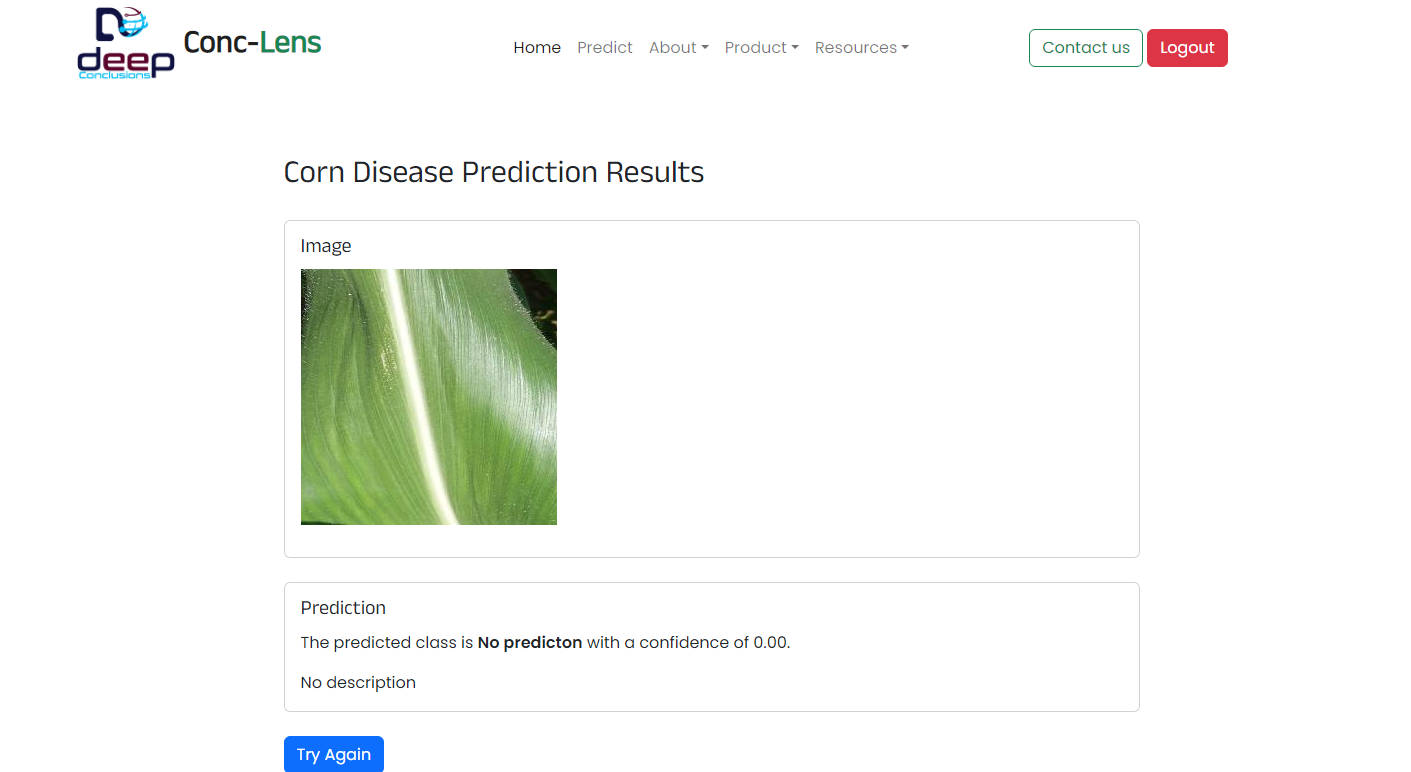 deep
Conclusions
Conc-Lens
Home Predict About Product Resources
Contact us Logout
Corn Disease Prediction Results
Image
Prediction
The predicted class is No predicton with a confidence of 0.00.
No description
Try Again